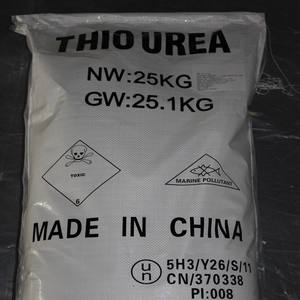 THIO UREA
NW:25KG
GW:25.1KG
TOXIC
6
MARINE POLLUTANT
MADE IN CHINA
un
5H3/Y26/S/11
CN/370338
PI:008